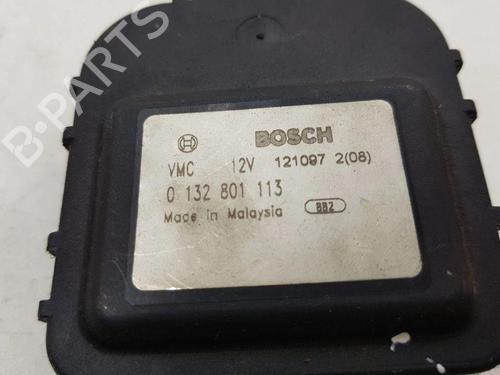 B-PARTS
BOSCH
VMC 12V 121097 2(08)
0 132 801 113
Made in Malaysia BB2